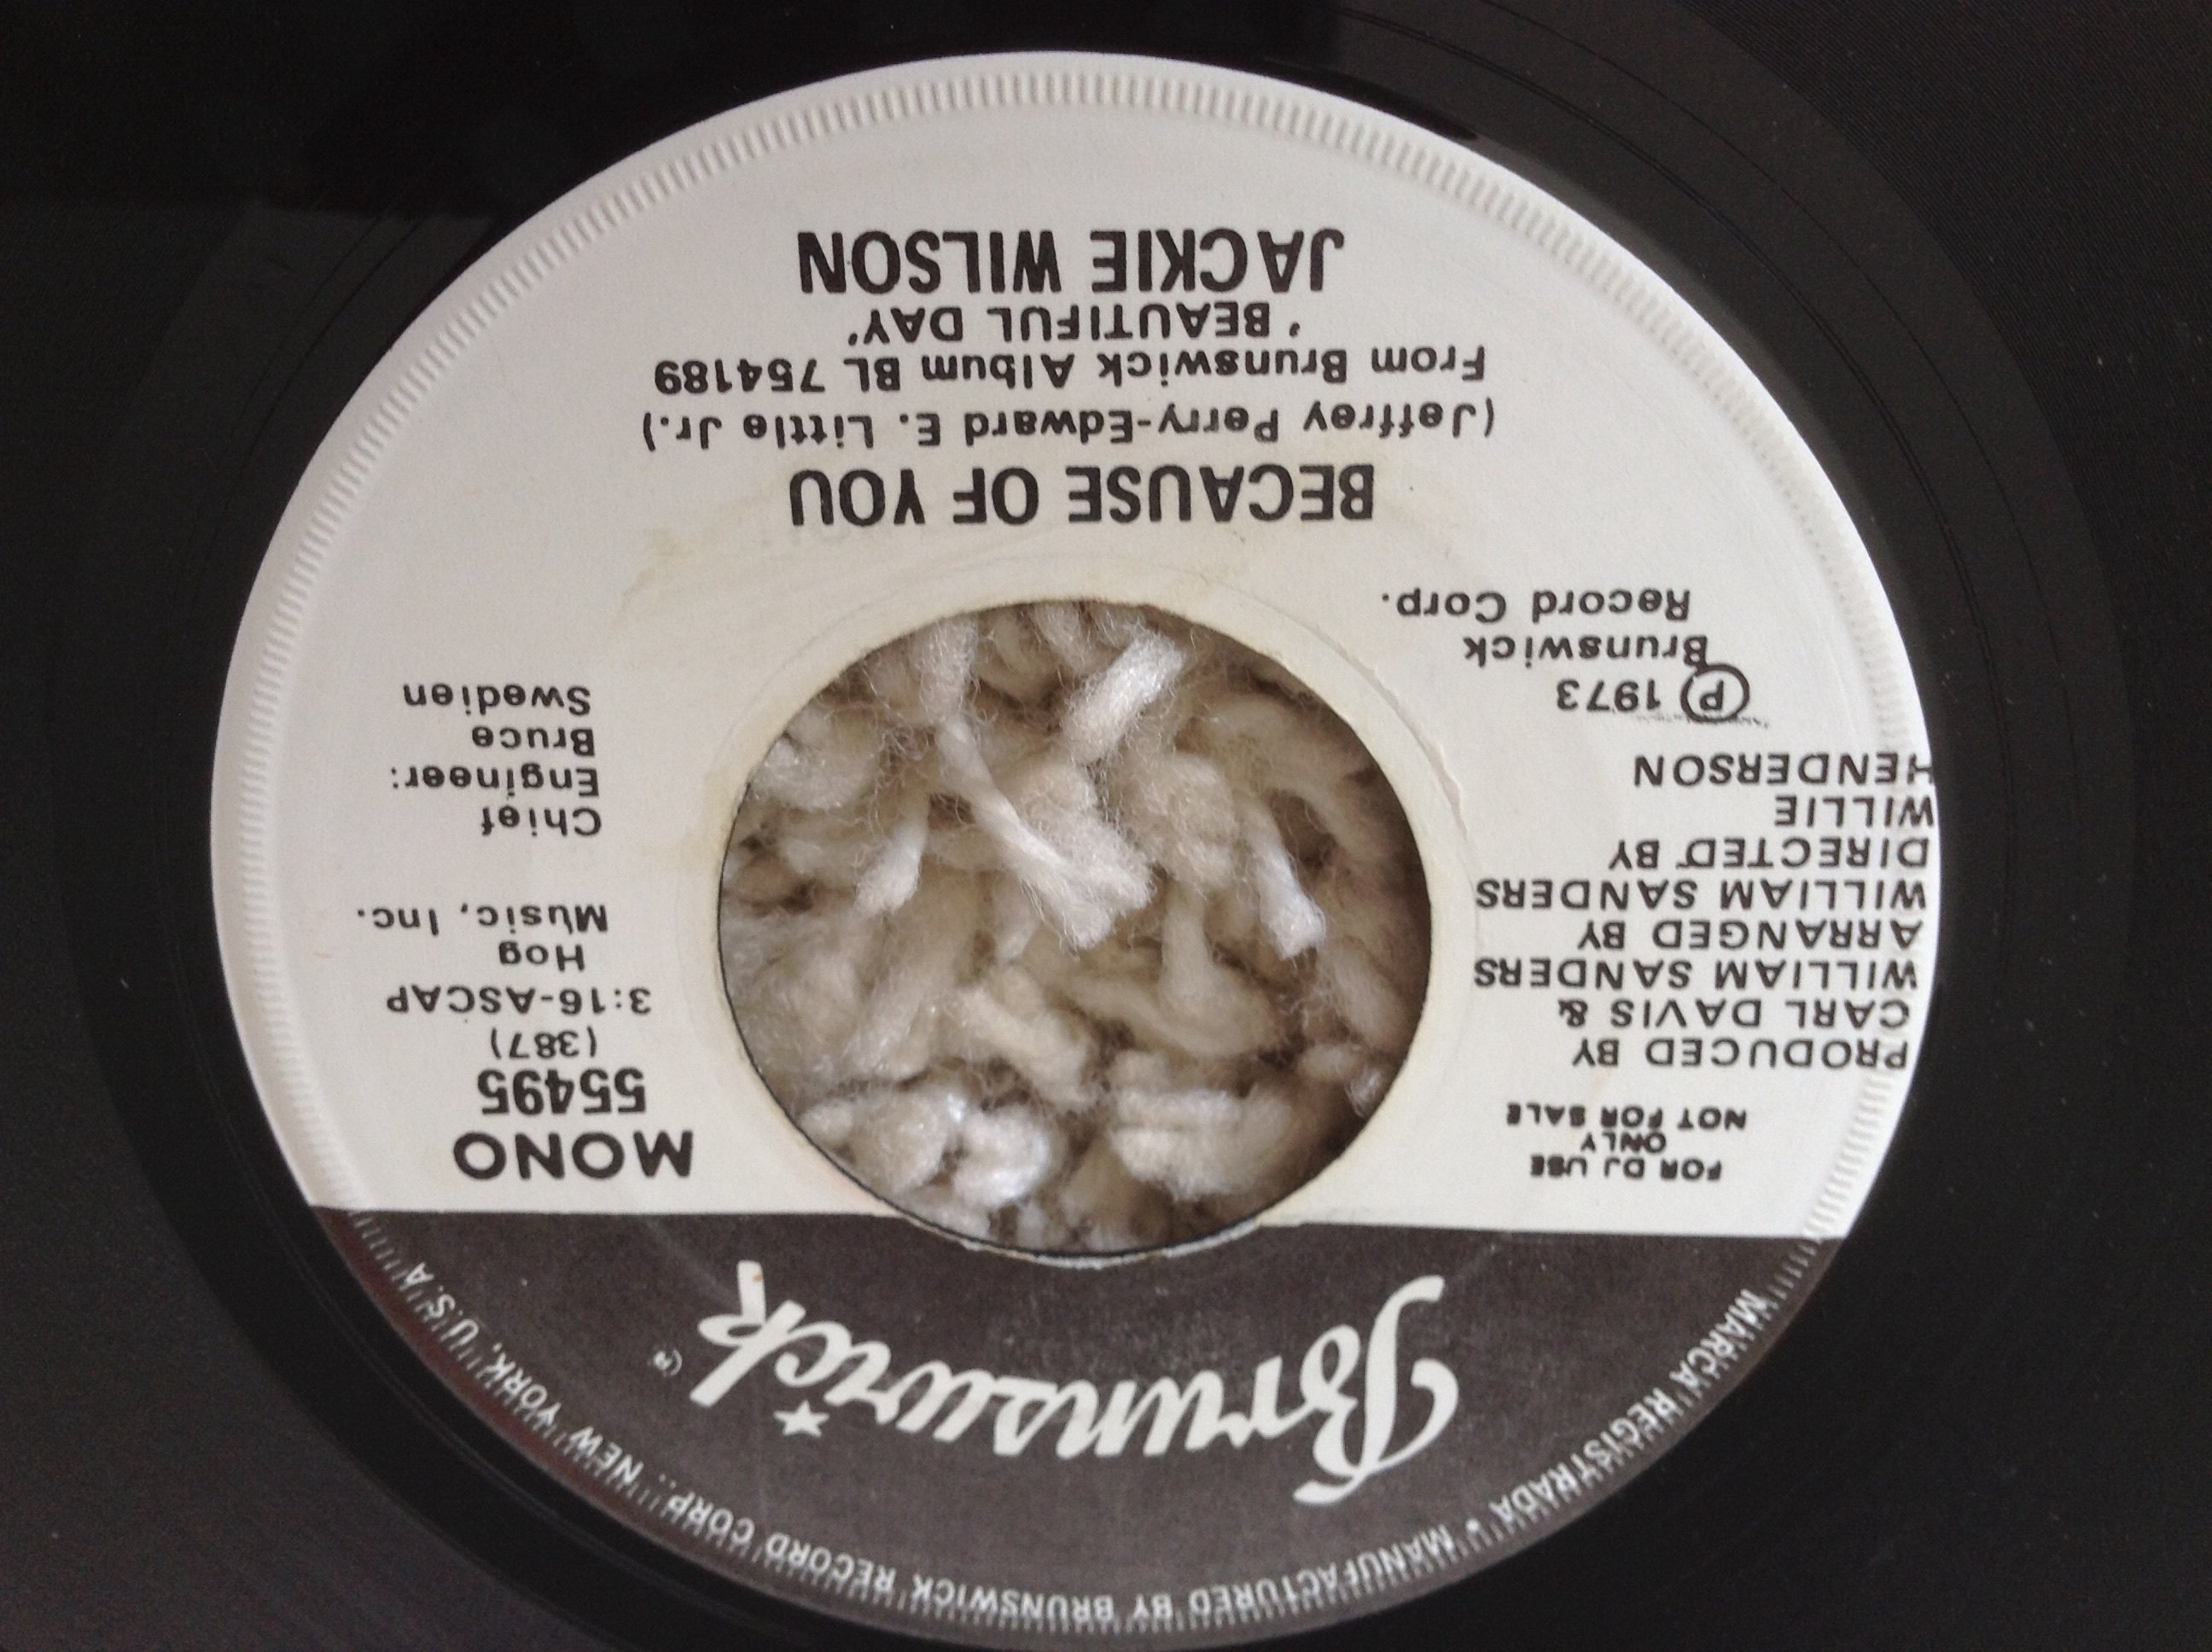 MARCA REGISTRADA • MANUFACTURED BY BRUNSWICK RECORD CORP., NEW YORK, U.S.A.
Brunswick
FOR DJ USE
ONLY
NOT FOR SALE
PRODUCED BY
CARL DAVIS &
WILLIAM SANDERS
ARRANGED BY
WILLIAM SANDERS
DIRECTED BY
WILLIE
HENDERSON
Ⓟ 1973
Brunswick
Record Corp.
MONO
55495
(387)
3:16-ASCAP
Hog
Music, Inc.
Chief
Engineer:
Bruce
Swedien
BECAUSE OF YOU
(Jeffrey Perry-Edward E. Little Jr.)
From Brunswick Album BL 754189
'BEAUTIFUL DAY'
JACKIE WILSON